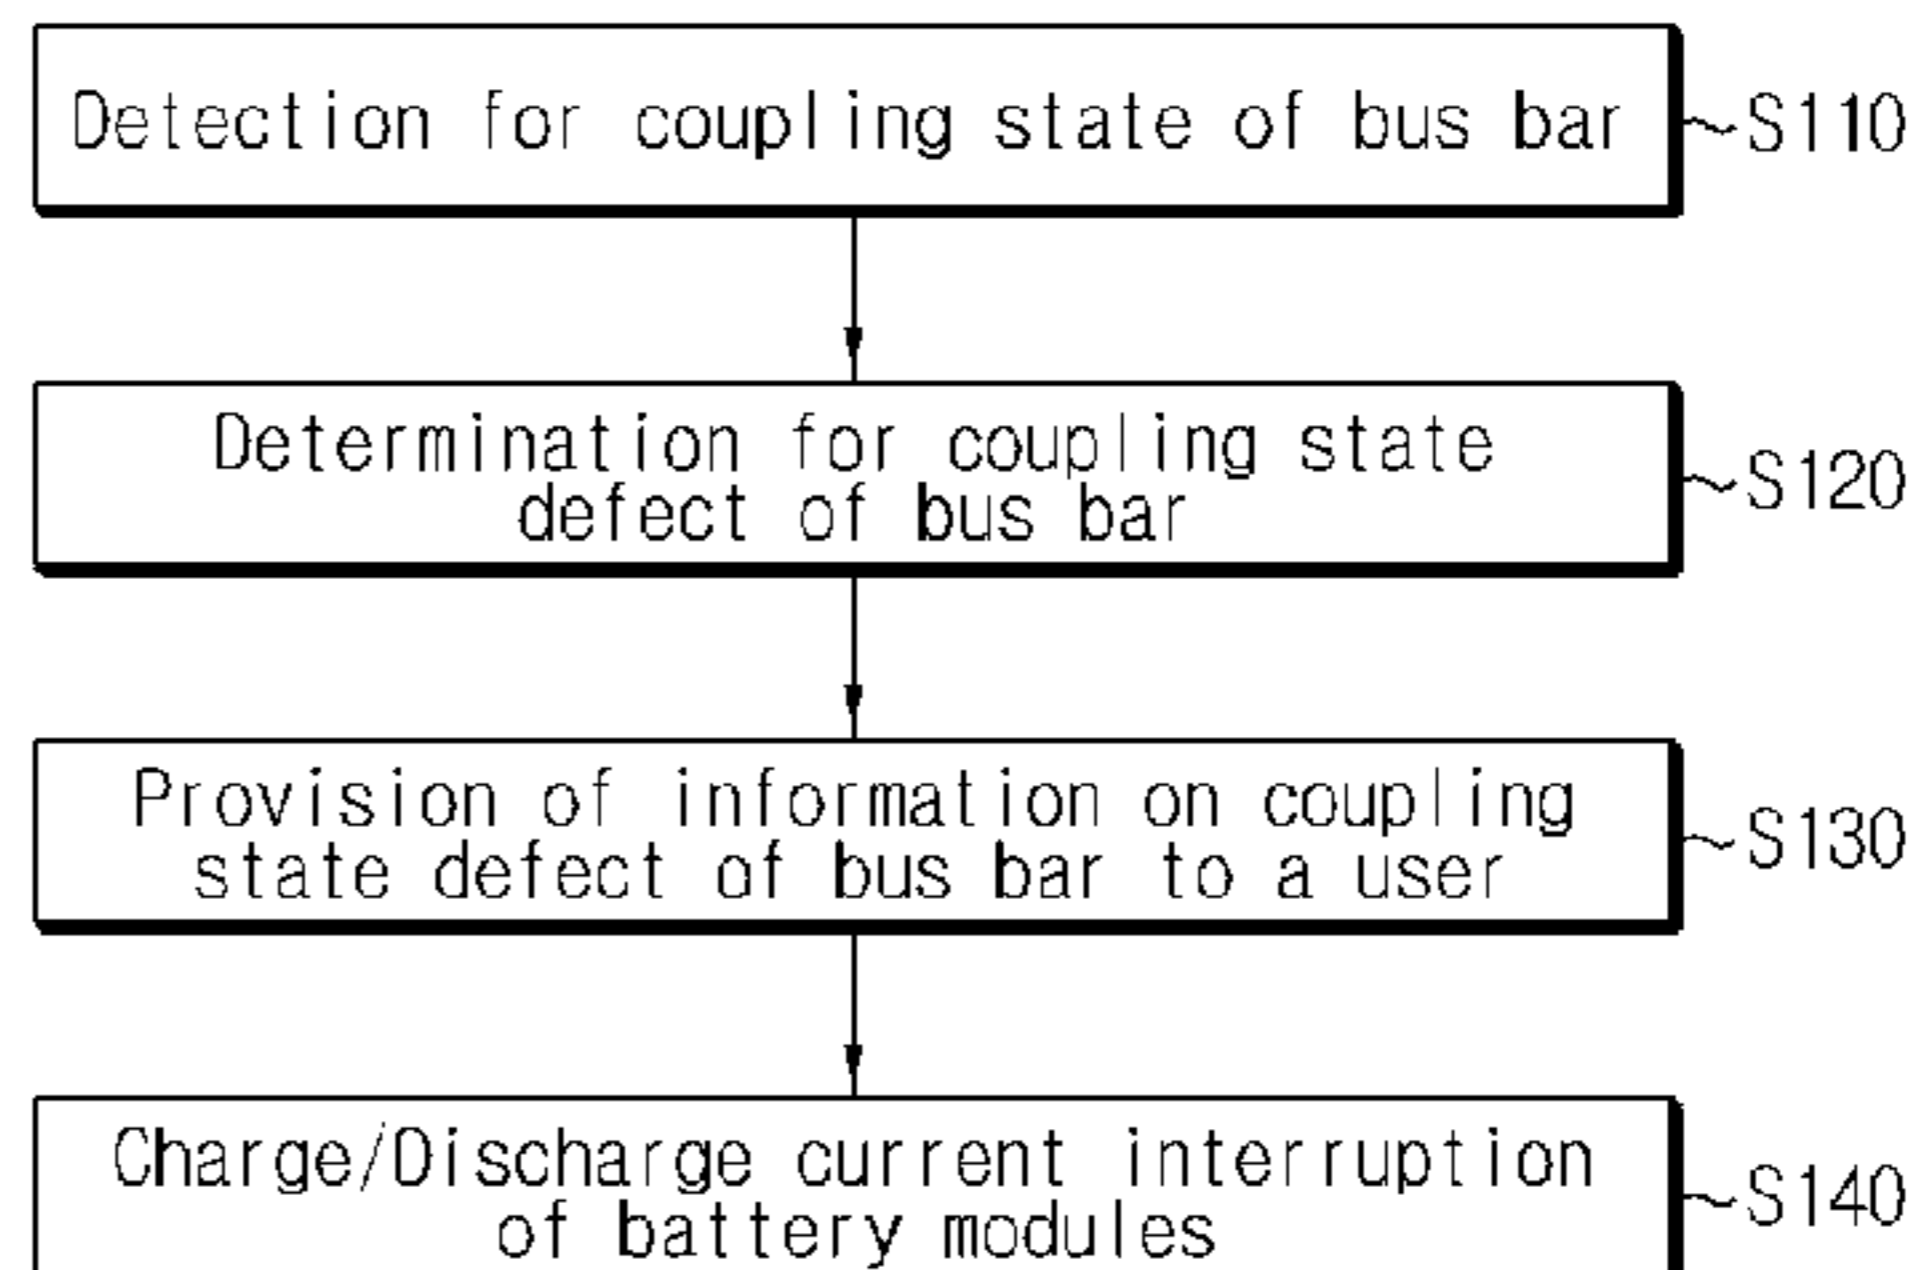 Detection for coupling state of bus bar
S110
Determination for coupling state
defect of bus bar
S120
Provision of information on coupling
state defect of bus bar to a user
S130
Charge/Discharge current interruption
of battery modules
S140